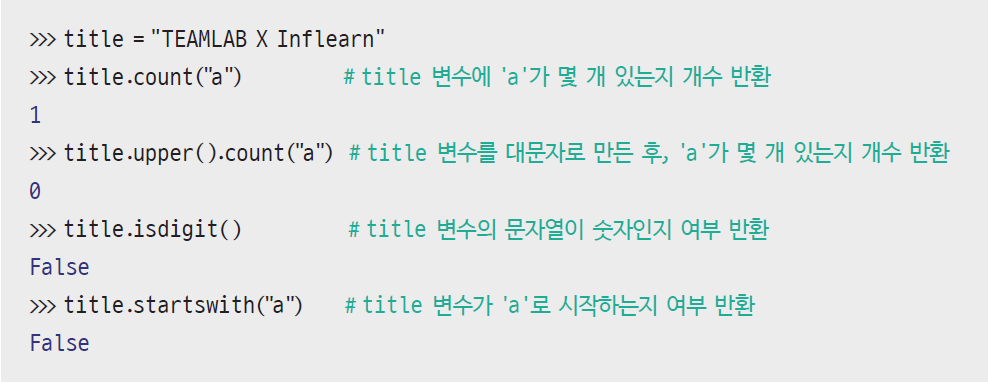 >>> title = "TEAMLAB X Inflearn"
>>> title.count("a") # title 변수에 'a'가 몇 개 있는지 개수 반환
1
>>> title.upper().count("a") # title 변수를 대문자로 만든 후, 'a'가 몇 개 있는지 개수 반환
0
>>> title.isdigit() # title 변수의 문자열이 숫자인지 여부 반환
False
>>> title.startswith("a") # title 변수가 'a'로 시작하는지 여부 반환
False